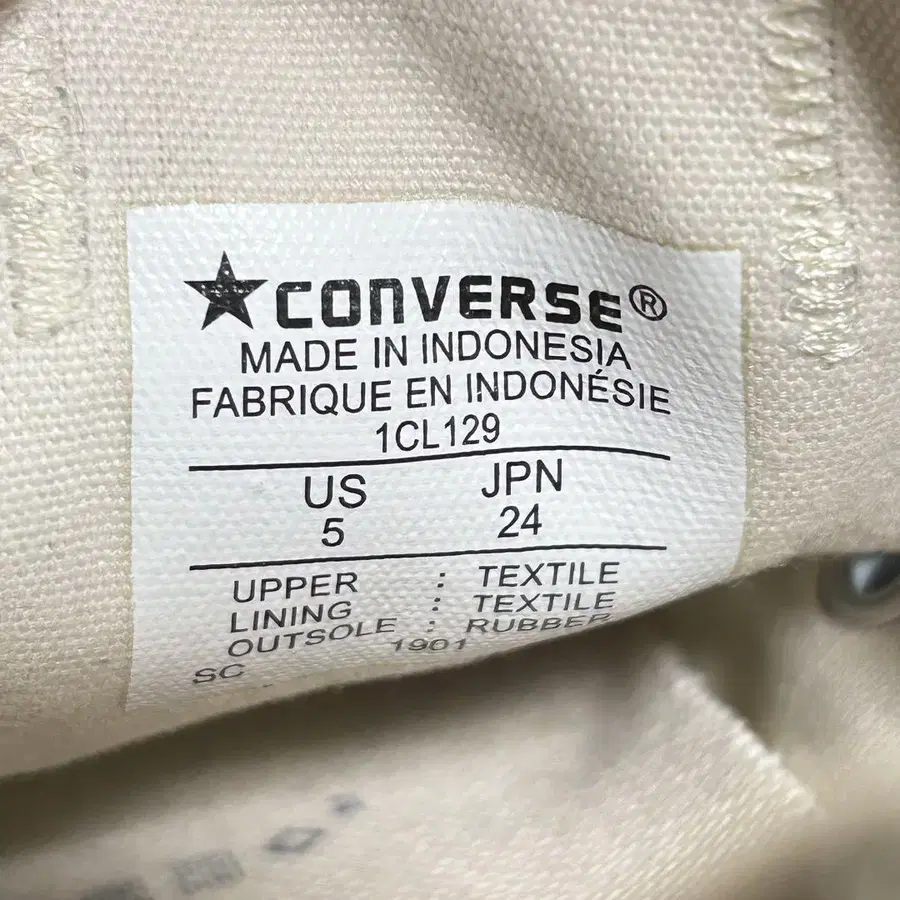 CONVERSE®
MADE IN INDONESIA
FABRIQUE EN INDONÉSIE
1CL129
US JPN
5 24
UPPER : TEXTILE
LINING : TEXTILE
OUTSOLE : RUBBER
SC 1901